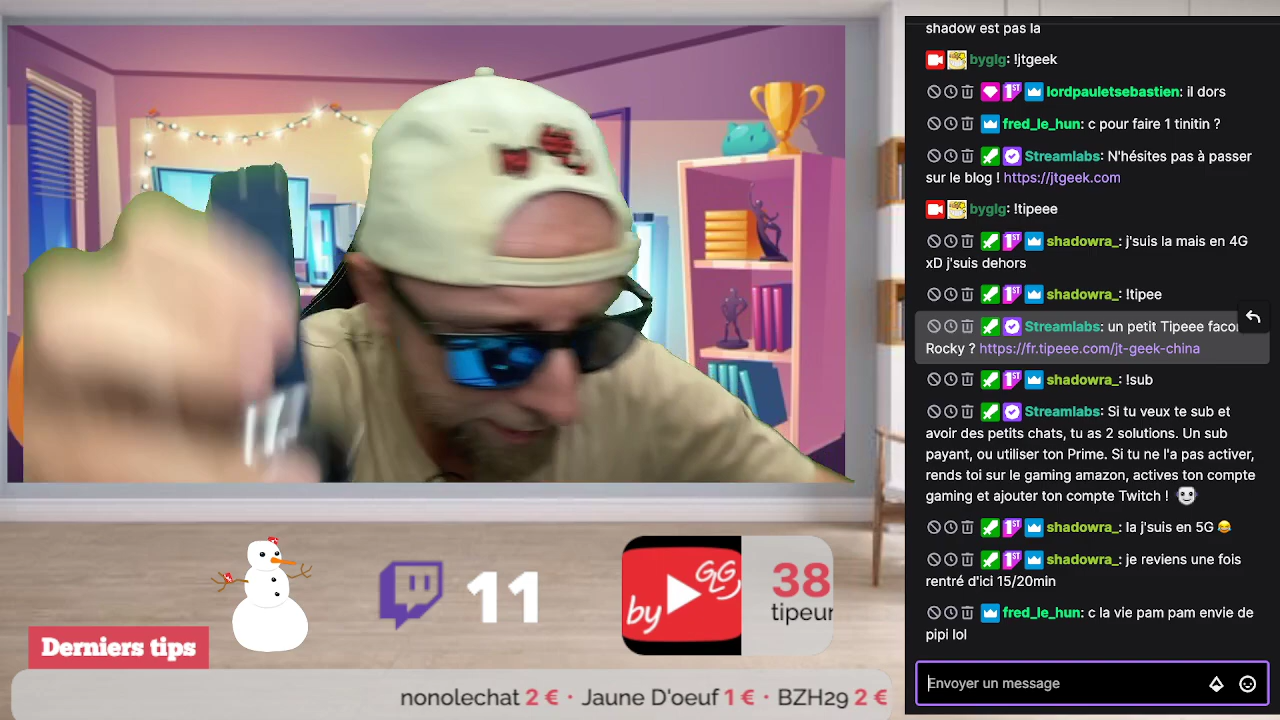 shadow est pas la
byglg: !jtgeek
lordpauletsebastien: il dors
fred_le_hun: c pour faire 1 tinitin ?
Streamlabs: N'hésites pas à passer
sur le blog ! https://jtgeek.com
byglg: !tipeee
shadowra_: j'suis la mais en 4G
xD j'suis dehors
shadowra_: !tipee
Streamlabs: un petit Tipeee facon
Rocky ? https://fr.tipeee.com/jt-geek-china
shadowra_: !sub
Streamlabs: Si tu veux te sub et
avoir des petits chats, tu as 2 solutions. Un sub
payant, ou utiliser ton Prime. Si tu ne l'a pas activer,
rends toi sur le gaming amazon, actives ton compte
gaming et ajouter ton compte Twitch !
shadowra_: la j'suis en 5G
shadowra_: je reviens une fois
rentré d'ici 15/20min
fred_le_hun: c la vie pam pam envie de
pipi lol
Envoyer un message
11
by GLG
38
tipeur
Derniers tips
nonolechat 2 € · Jaune D'oeuf 1 € · BZH29 2 €